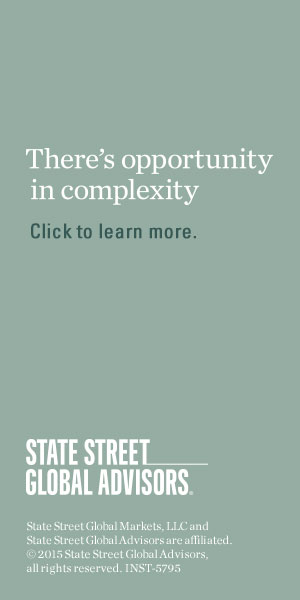 There's opportunity
in complexity
Click to learn more.
STATE STREET
GLOBAL ADVISORS.
State Street Global Markets, LLC and
State Street Global Advisors are affiliated.
© 2015 State Street Global Advisors,
all rights reserved. INST-5795